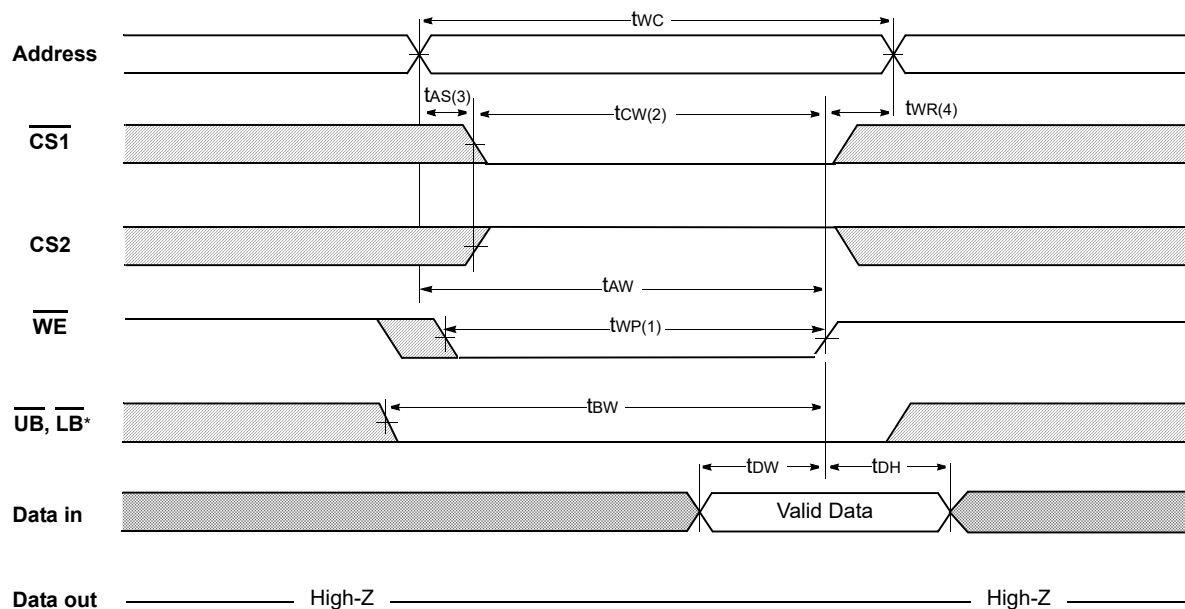 tWC
Address
tAS(3)
tCW(2)
tWR(4)
CS1
CS2
tAW
WE
tWP(1)
UB, LB*
tBW
tDW
tDH
Data in
Valid Data
Data out
High-Z
High-Z